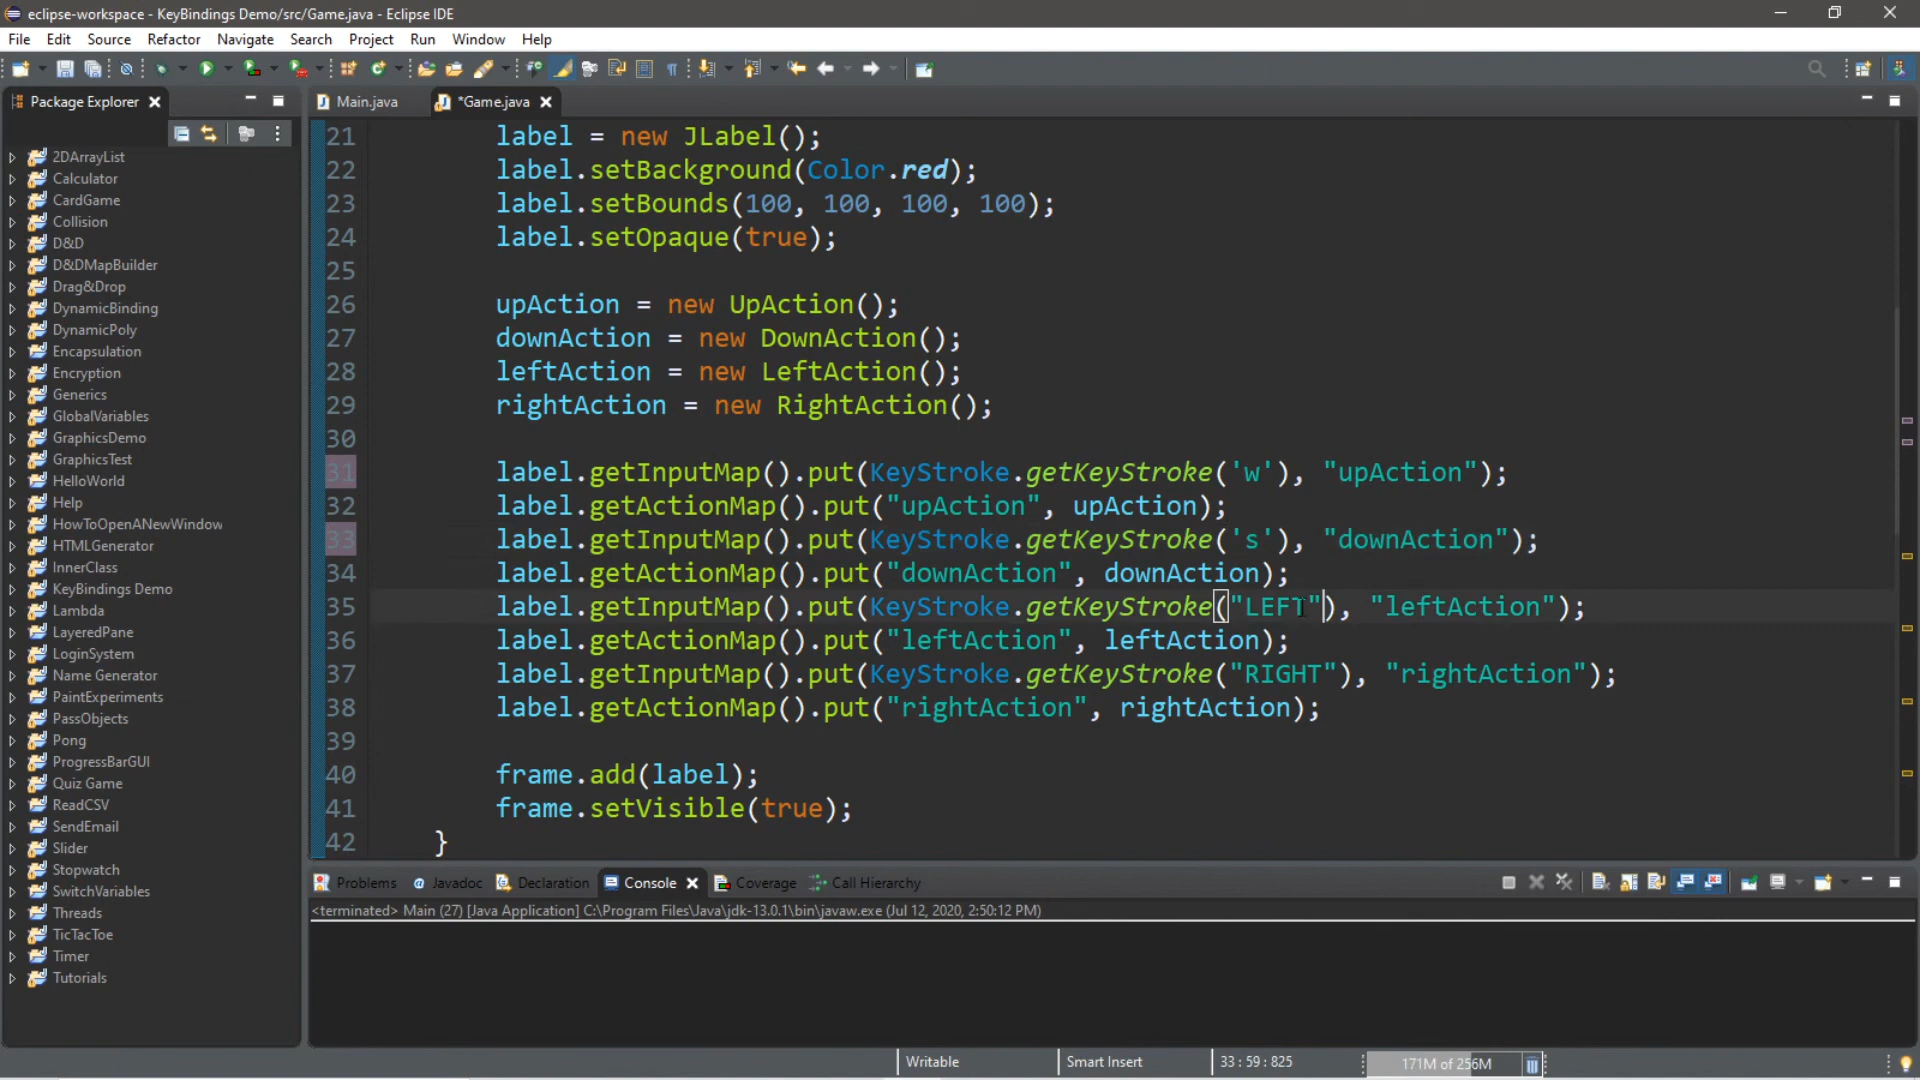 eclipse-workspace - KeyBindings Demo/src/Game.java - Eclipse IDE
File Edit Source Refactor Navigate Search Project Run Window Help
Package Explorer
Main.java
*Game.java
2DArrayList
Calculator
CardGame
Collision
D&D
D&DMapBuilder
Drag&Drop
DynamicBinding
DynamicPoly
Encapsulation
Encryption
Generics
GlobalVariables
GraphicsDemo
GraphicsTest
HelloWorld
Help
HowToOpenANewWindow
HTMLGenerator
InnerClass
KeyBindings Demo
Lambda
LayeredPane
LoginSystem
Name Generator
PaintExperiments
PassObjects
Pong
ProgressBarGUI
Quiz Game
ReadCSV
SendEmail
Slider
Stopwatch
SwitchVariables
Threads
TicTacToe
Timer
Tutorials
21 label = new JLabel();
22 label.setBackground(Color.red);
23 label.setBounds(100, 100, 100, 100);
24 label.setOpaque(true);
25
26 upAction = new UpAction();
27 downAction = new DownAction();
28 leftAction = new LeftAction();
29 rightAction = new RightAction();
30
31 label.getInputMap().put(KeyStroke.getKeyStroke('w'), "upAction");
32 label.getActionMap().put("upAction", upAction);
33 label.getInputMap().put(KeyStroke.getKeyStroke('s'), "downAction");
34 label.getActionMap().put("downAction", downAction);
35 label.getInputMap().put(KeyStroke.getKeyStroke("LEFT"), "leftAction");
36 label.getActionMap().put("leftAction", leftAction);
37 label.getInputMap().put(KeyStroke.getKeyStroke("RIGHT"), "rightAction");
38 label.getActionMap().put("rightAction", rightAction);
39
40 frame.add(label);
41 frame.setVisible(true);
42 }
Problems @ Javadoc Declaration Console Coverage Call Hierarchy
<terminated> Main (27) [Java Application] C:\Program Files\Java\jdk-13.0.1\bin\javaw.exe (Jul 12, 2020, 2:50:12 PM)
Writable Smart Insert 33 : 59 : 825 171M of 256M